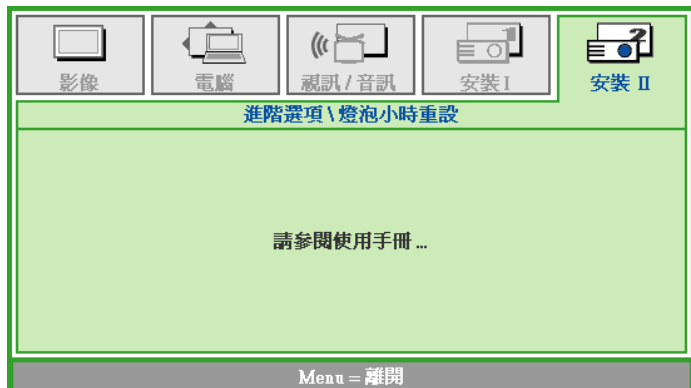 影像
電腦
視訊 / 音訊
安裝 I
安裝 II
進階選項 \ 燈泡小時重設
請參閱使用手冊 ...
Menu = 離開